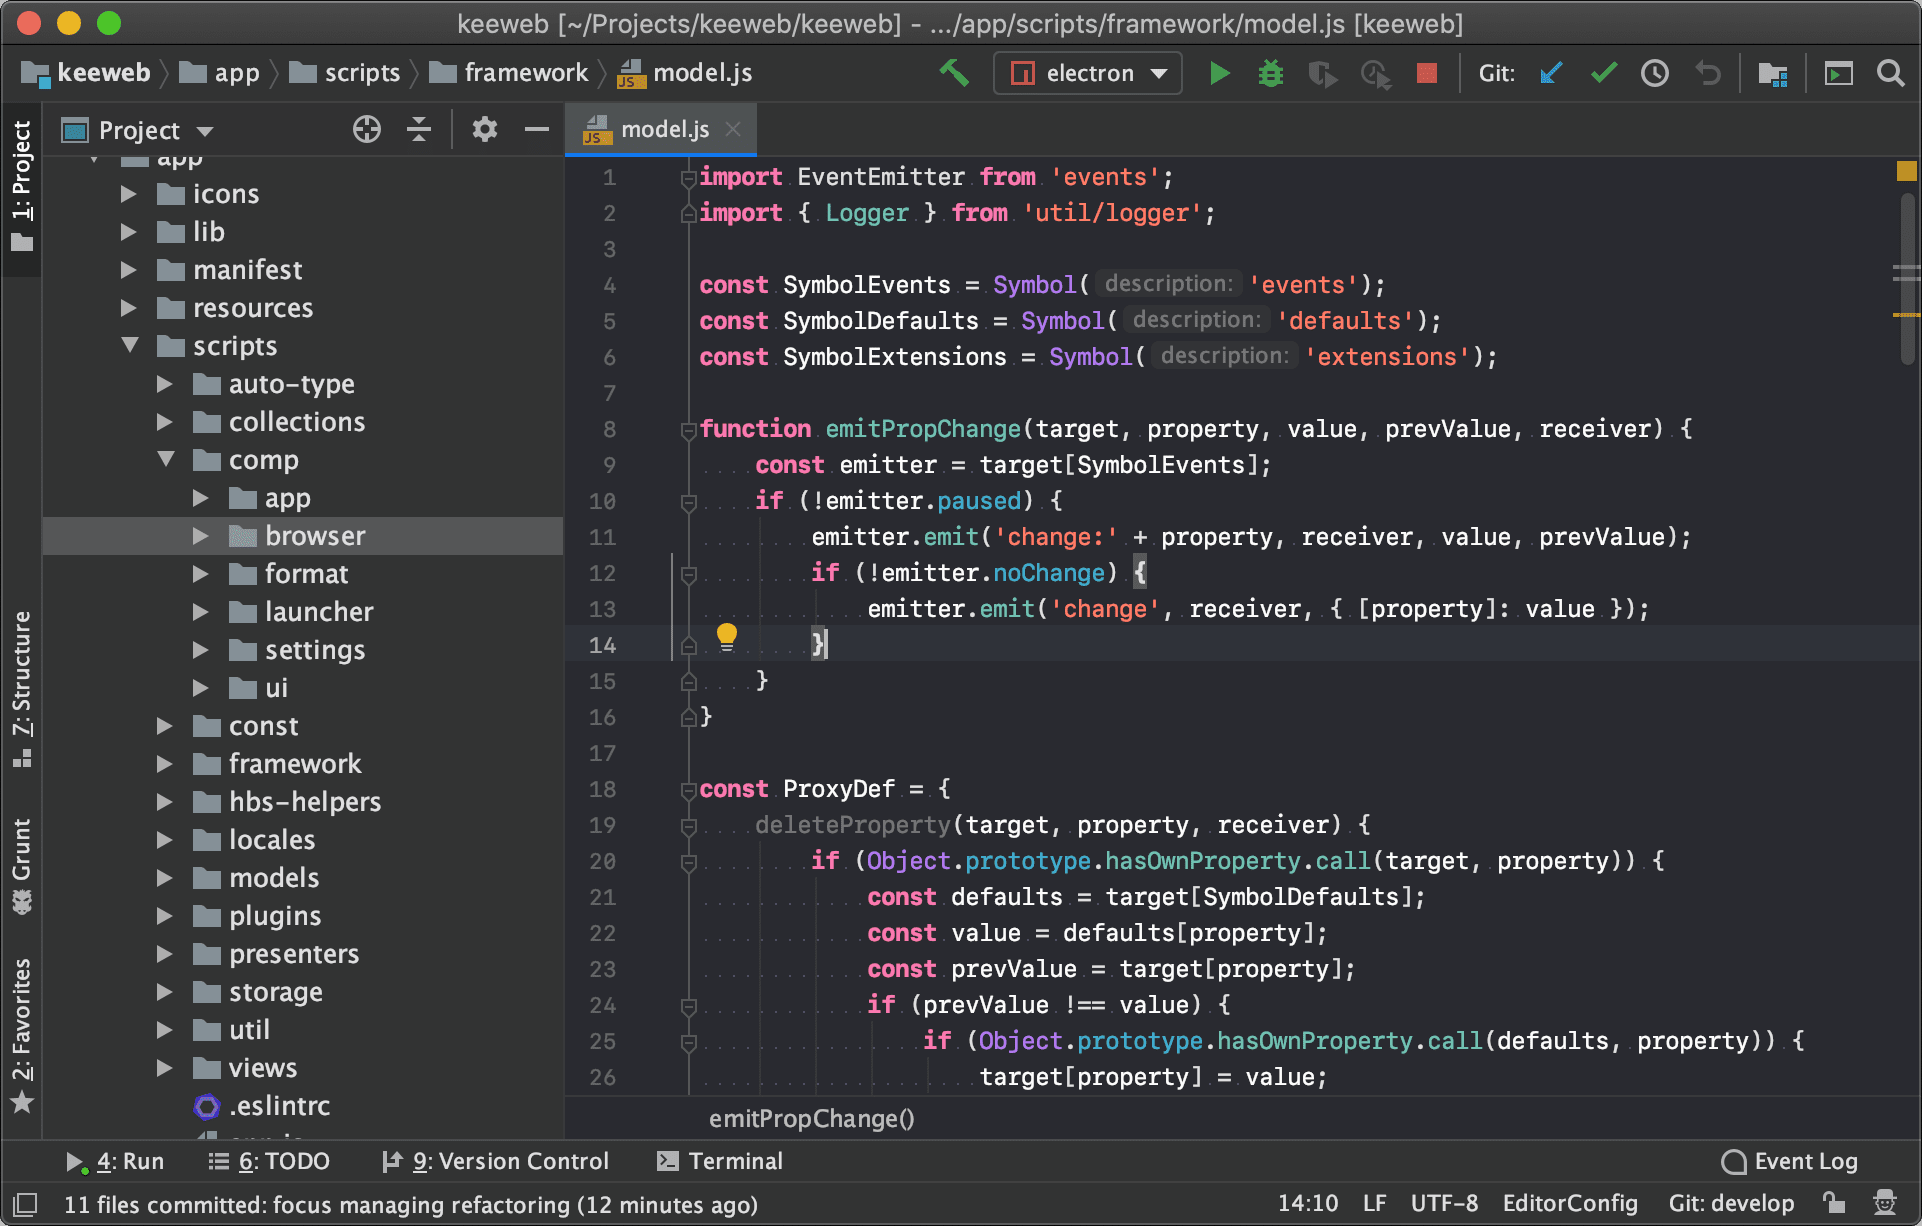 keeweb [~/Projects/keeweb/keeweb] - .../app/scripts/framework/model.js [keeweb]
keeweb app scripts framework JS model.js electron Git:
1: Project
7: Structure
Grunt
2: Favorites
Project
app
icons
lib
manifest
resources
scripts
auto-type
collections
comp
app
browser
format
launcher
settings
ui
const
framework
hbs-helpers
locales
models
plugins
presenters
storage
util
views
.eslintrc
JS model.js
1 import EventEmitter from 'events';
2 import { Logger } from 'util/logger';
3
4 const SymbolEvents = Symbol( description: 'events');
5 const SymbolDefaults = Symbol( description: 'defaults');
6 const SymbolExtensions = Symbol( description: 'extensions');
7
8 function emitPropChange(target, property, value, prevValue, receiver) {
9 const emitter = target[SymbolEvents];
10 if (!emitter.paused) {
11 emitter.emit('change:' + property, receiver, value, prevValue);
12 if (!emitter.noChange) {
13 emitter.emit('change', receiver, { [property]: value });
14 }
15 }
16 }
17
18 const ProxyDef = {
19 deleteProperty(target, property, receiver) {
20 if (Object.prototype.hasOwnProperty.call(target, property)) {
21 const defaults = target[SymbolDefaults];
22 const value = defaults[property];
23 const prevValue = target[property];
24 if (prevValue !== value) {
25 if (Object.prototype.hasOwnProperty.call(defaults, property)) {
26 target[property] = value;
emitPropChange()
4: Run 6: TODO 9: Version Control Terminal Event Log
11 files committed: focus managing refactoring (12 minutes ago) 14:10 LF UTF-8 EditorConfig Git: develop